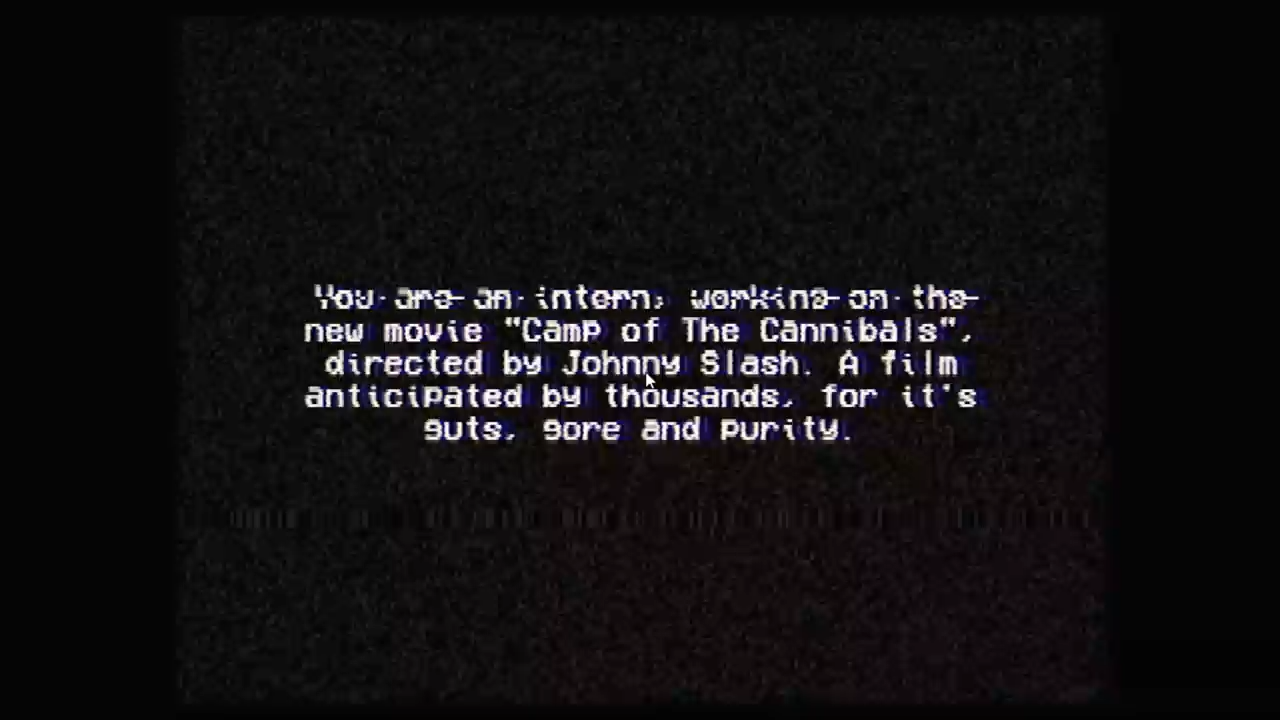 You are an intern, working on the
new movie "Camp of The Cannibals",
directed by Johnny Slash. A film
anticipated by thousands, for it's
guts, gore and purity.